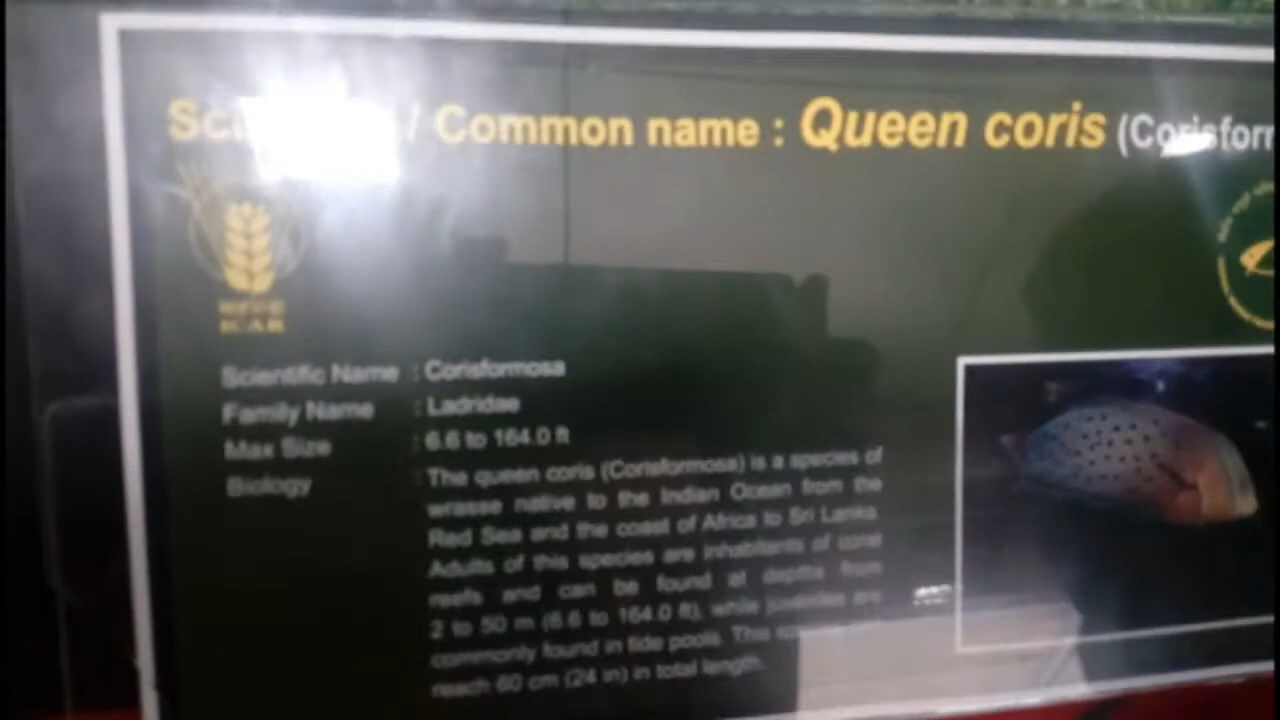 / Common name : Queen coris (Corisform
ICAR
Scientific Name : Corisformosa
Family Name : Ladridae
Max Size : 6.6 to 164.0 ft
Biology : The queen coris (Corisformosa) is a species of
wrasse native to the Indian Ocean from the
Red Sea and the coast of Africa to Sri Lanka.
Adults of this species are inhabitants of coral
reefs and can be found at depths from
2 to 50 m (6.6 to 164.0 ft), while juveniles are
commonly found in tide pools. This
reach 60 cm (24 in) in total length.